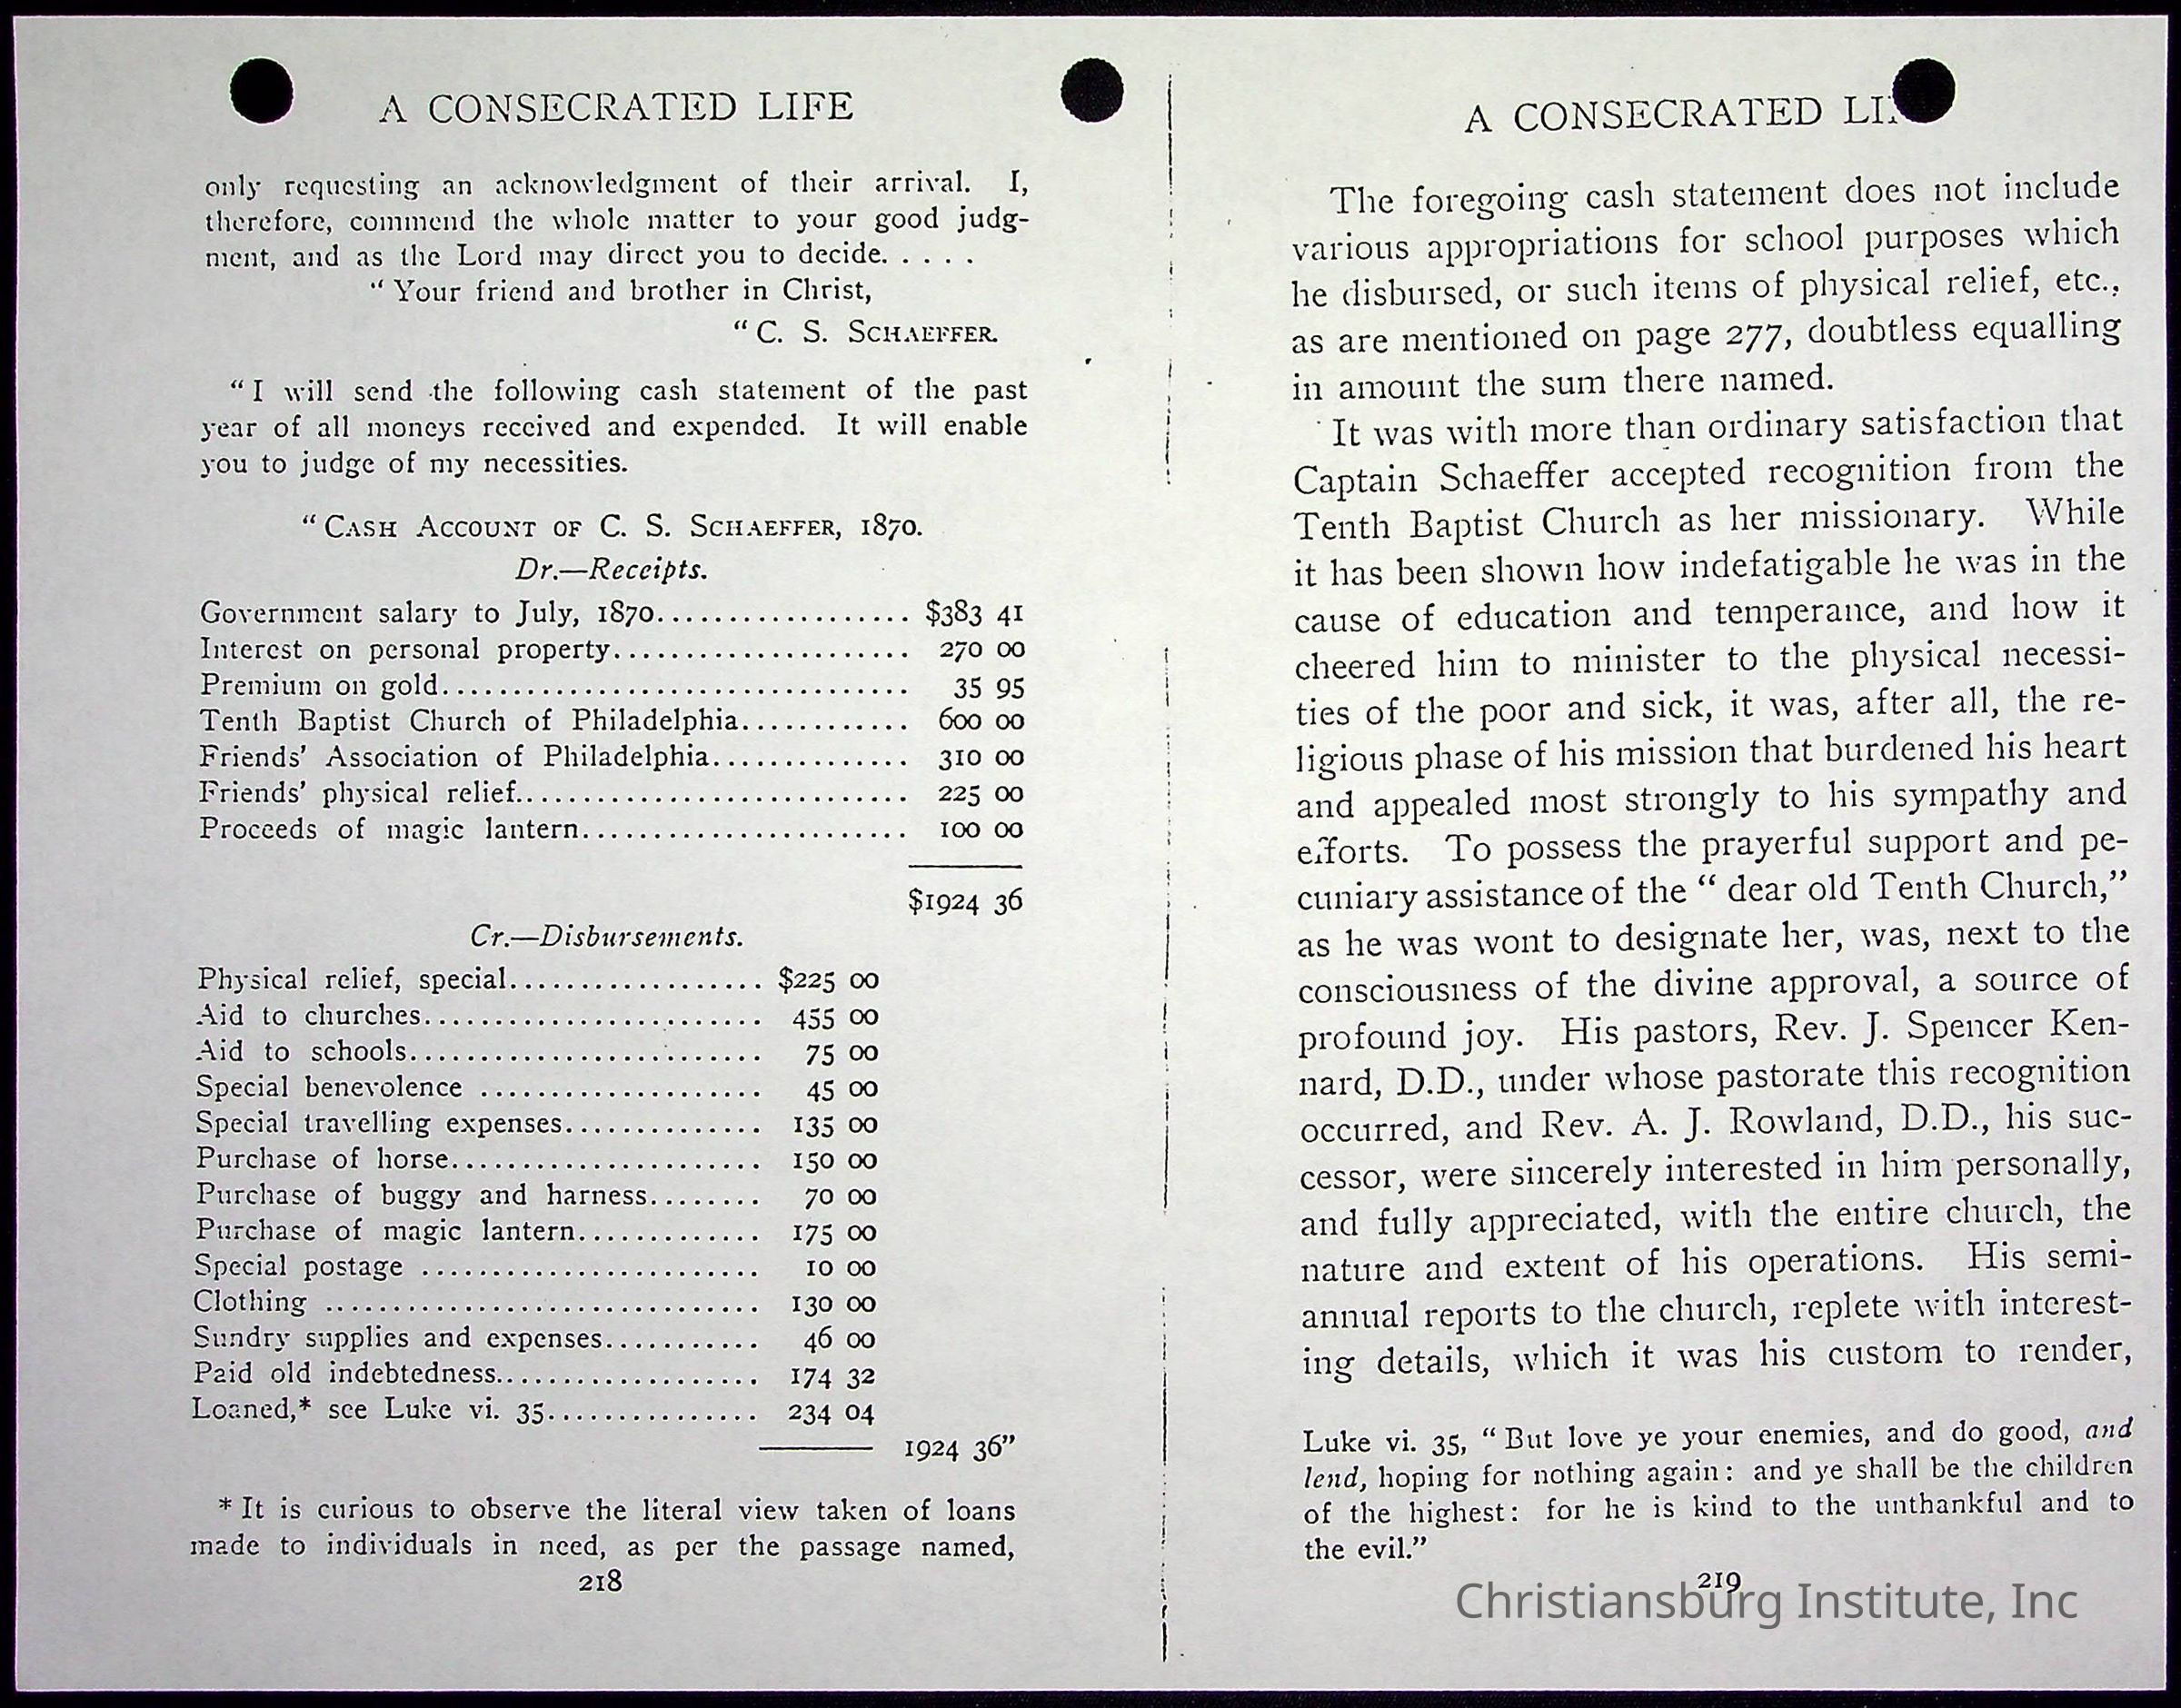 A CONSECRATED LIFE
only requesting an acknowledgment of their arrival. I,
therefore, commend the whole matter to your good judg-
ment, and as the Lord may direct you to decide. . . . .
“Your friend and brother in Christ,
“C. S. SCHAEFFER.
“I will send the following cash statement of the past
year of all moneys received and expended. It will enable
you to judge of my necessities.
“CASH ACCOUNT OF C. S. SCHAEFFER, 1870.
Dr.—Receipts.
Government salary to July, 1870.................. $383 41
Interest on personal property..................... 270 00
Premium on gold................................. 35 95
Tenth Baptist Church of Philadelphia............ 600 00
Friends’ Association of Philadelphia.............. 310 00
Friends’ physical relief............................ 225 00
Proceeds of magic lantern....................... 100 00
$1924 36
Cr.—Disbursements.
Physical relief, special.................. $225 00
Aid to churches........................ 455 00
Aid to schools......................... 75 00
Special benevolence .................... 45 00
Special travelling expenses.............. 135 00
Purchase of horse...................... 150 00
Purchase of buggy and harness........ 70 00
Purchase of magic lantern............. 175 00
Special postage ........................ 10 00
Clothing ............................... 130 00
Sundry supplies and expenses........... 46 00
Paid old indebtedness................... 174 32
Loaned,* see Luke vi. 35............... 234 04
1924 36”
* It is curious to observe the literal view taken of loans
made to individuals in need, as per the passage named,
218
A CONSECRATED
The foregoing cash statement does not include
various appropriations for school purposes which
he disbursed, or such items of physical relief, etc.,
as are mentioned on page 277, doubtless equalling
in amount the sum there named.
It was with more than ordinary satisfaction that
Captain Schaeffer accepted recognition from the
Tenth Baptist Church as her missionary. While
it has been shown how indefatigable he was in the
cause of education and temperance, and how it
cheered him to minister to the physical necessi-
ties of the poor and sick, it was, after all, the re-
ligious phase of his mission that burdened his heart
and appealed most strongly to his sympathy and
efforts. To possess the prayerful support and pe-
cuniary assistance of the “dear old Tenth Church,”
as he was wont to designate her, was, next to the
consciousness of the divine approval, a source of
profound joy. His pastors, Rev. J. Spencer Ken-
nard, D.D., under whose pastorate this recognition
occurred, and Rev. A. J. Rowland, D.D., his suc-
cessor, were sincerely interested in him personally,
and fully appreciated, with the entire church, the
nature and extent of his operations. His semi-
annual reports to the church, replete with interest-
ing details, which it was his custom to render,
Luke vi. 35, “But love ye your enemies, and do good, and
lend, hoping for nothing again: and ye shall be the children
of the highest: for he is kind to the unthankful and to
the evil.”
219
Christiansburg Institute, Inc